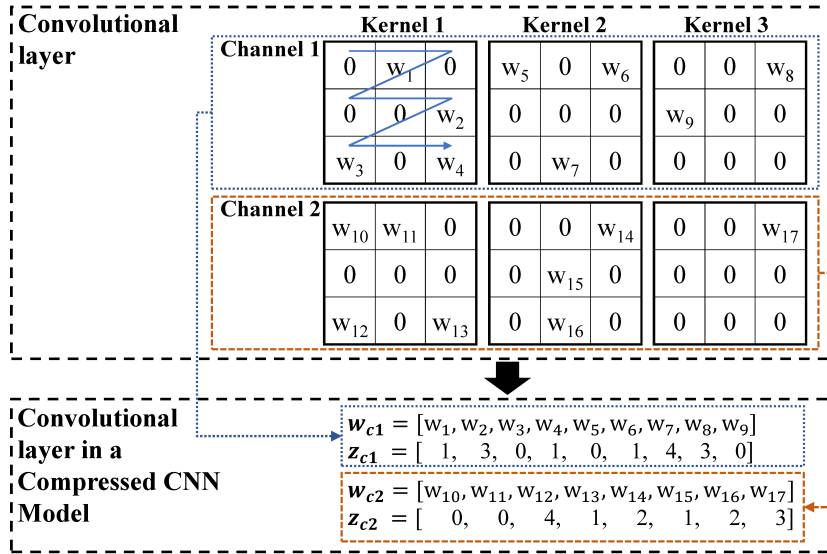 Convolutional layer
Kernel 1 Kernel 2 Kernel 3
Channel 1
0 w₁ 0 w₅ 0 w₆ 0 0 w₈
0 0 w₂ 0 0 0 w₉ 0 0
w₃ 0 w₄ 0 w₇ 0 0 0 0
Channel 2
w₁₀ w₁₁ 0 0 0 w₁₄ 0 0 w₁₇
0 0 0 0 w₁₅ 0 0 0 0
w₁₂ 0 w₁₃ 0 w₁₆ 0 0 0 0
Convolutional
layer in a
Compressed CNN
Model
w_c1 = [w₁, w₂, w₃, w₄, w₅, w₆, w₇, w₈, w₉]
z_c1 = [ 1, 3, 0, 1, 0, 1, 4, 3, 0]
w_c2 = [w₁₀, w₁₁, w₁₂, w₁₃, w₁₄, w₁₅, w₁₆, w₁₇]
z_c2 = [ 0, 0, 4, 1, 2, 1, 2, 3]